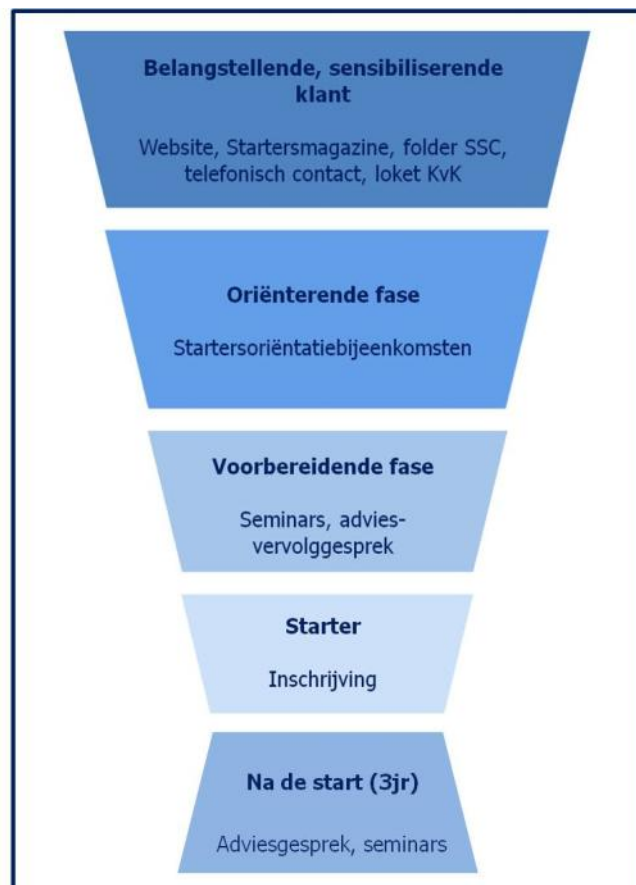 Belangstellende, sensibiliserende
klant
Website, Startersmagazine, folder SSC,
telefonisch contact, loket KvK
Oriënterende fase
Startersoriëntatiebijeenkomsten
Voorbereidende fase
Seminars, advies-
vervolggesprek
Starter
Inschrijving
Na de start (3jr)
Adviesgesprek, seminars